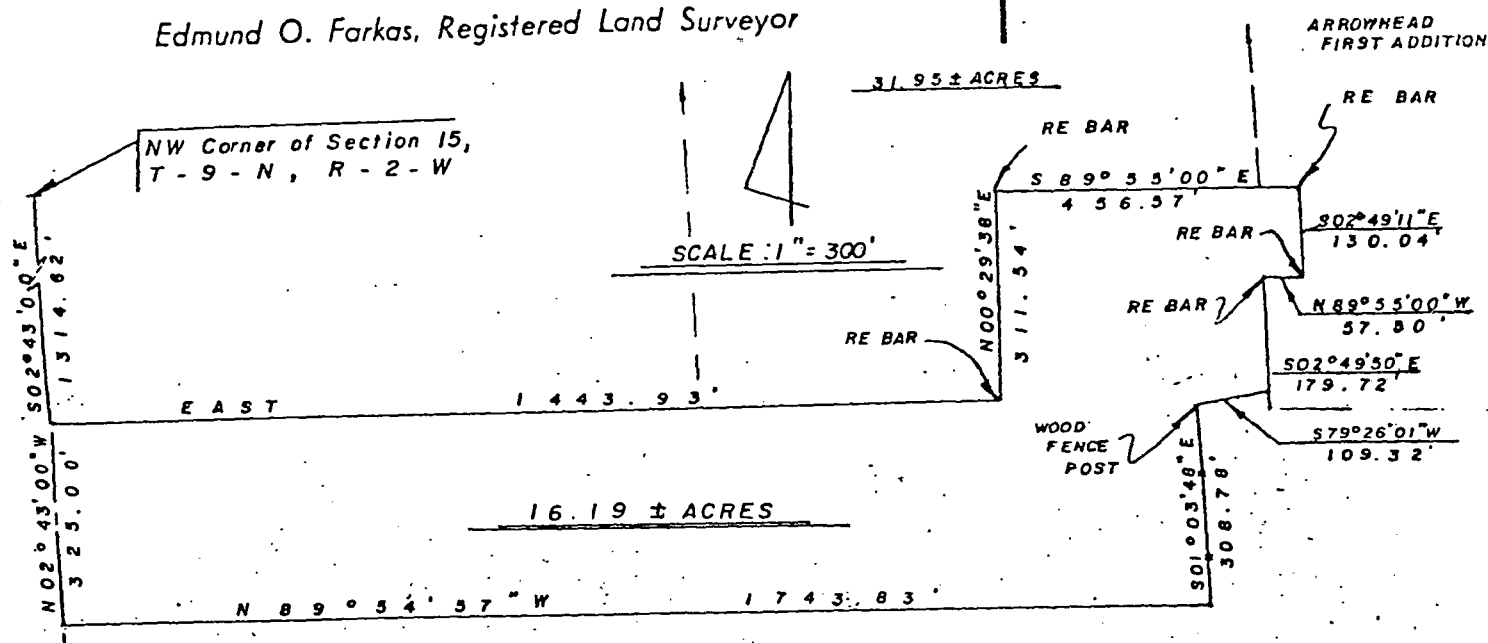 Edmund O. Farkas, Registered Land Surveyor
ARROWHEAD
FIRST ADDITION
31.95 ± ACRES
RE BAR
RE BAR
NW Corner of Section 15,
T - 9 - N , R - 2 - W
S 89° 55'00" E
456.57'
S02°49'11"E
130.04'
RE BAR
SCALE : 1" = 300'
S02°43'00"E
1314.62'
N00°29'38"E
311.54'
RE BAR
N89°55'00"W
57.80'
RE BAR
S02°49'50"E
179.72'
EAST 1443.93'
WOOD
FENCE
POST
S79°26'01"W
109.32'
N02°43'00"W
325.00'
16.19 ± ACRES
S01°03'48"E
308.78'
N 89° 54' 57" W 1743.83'